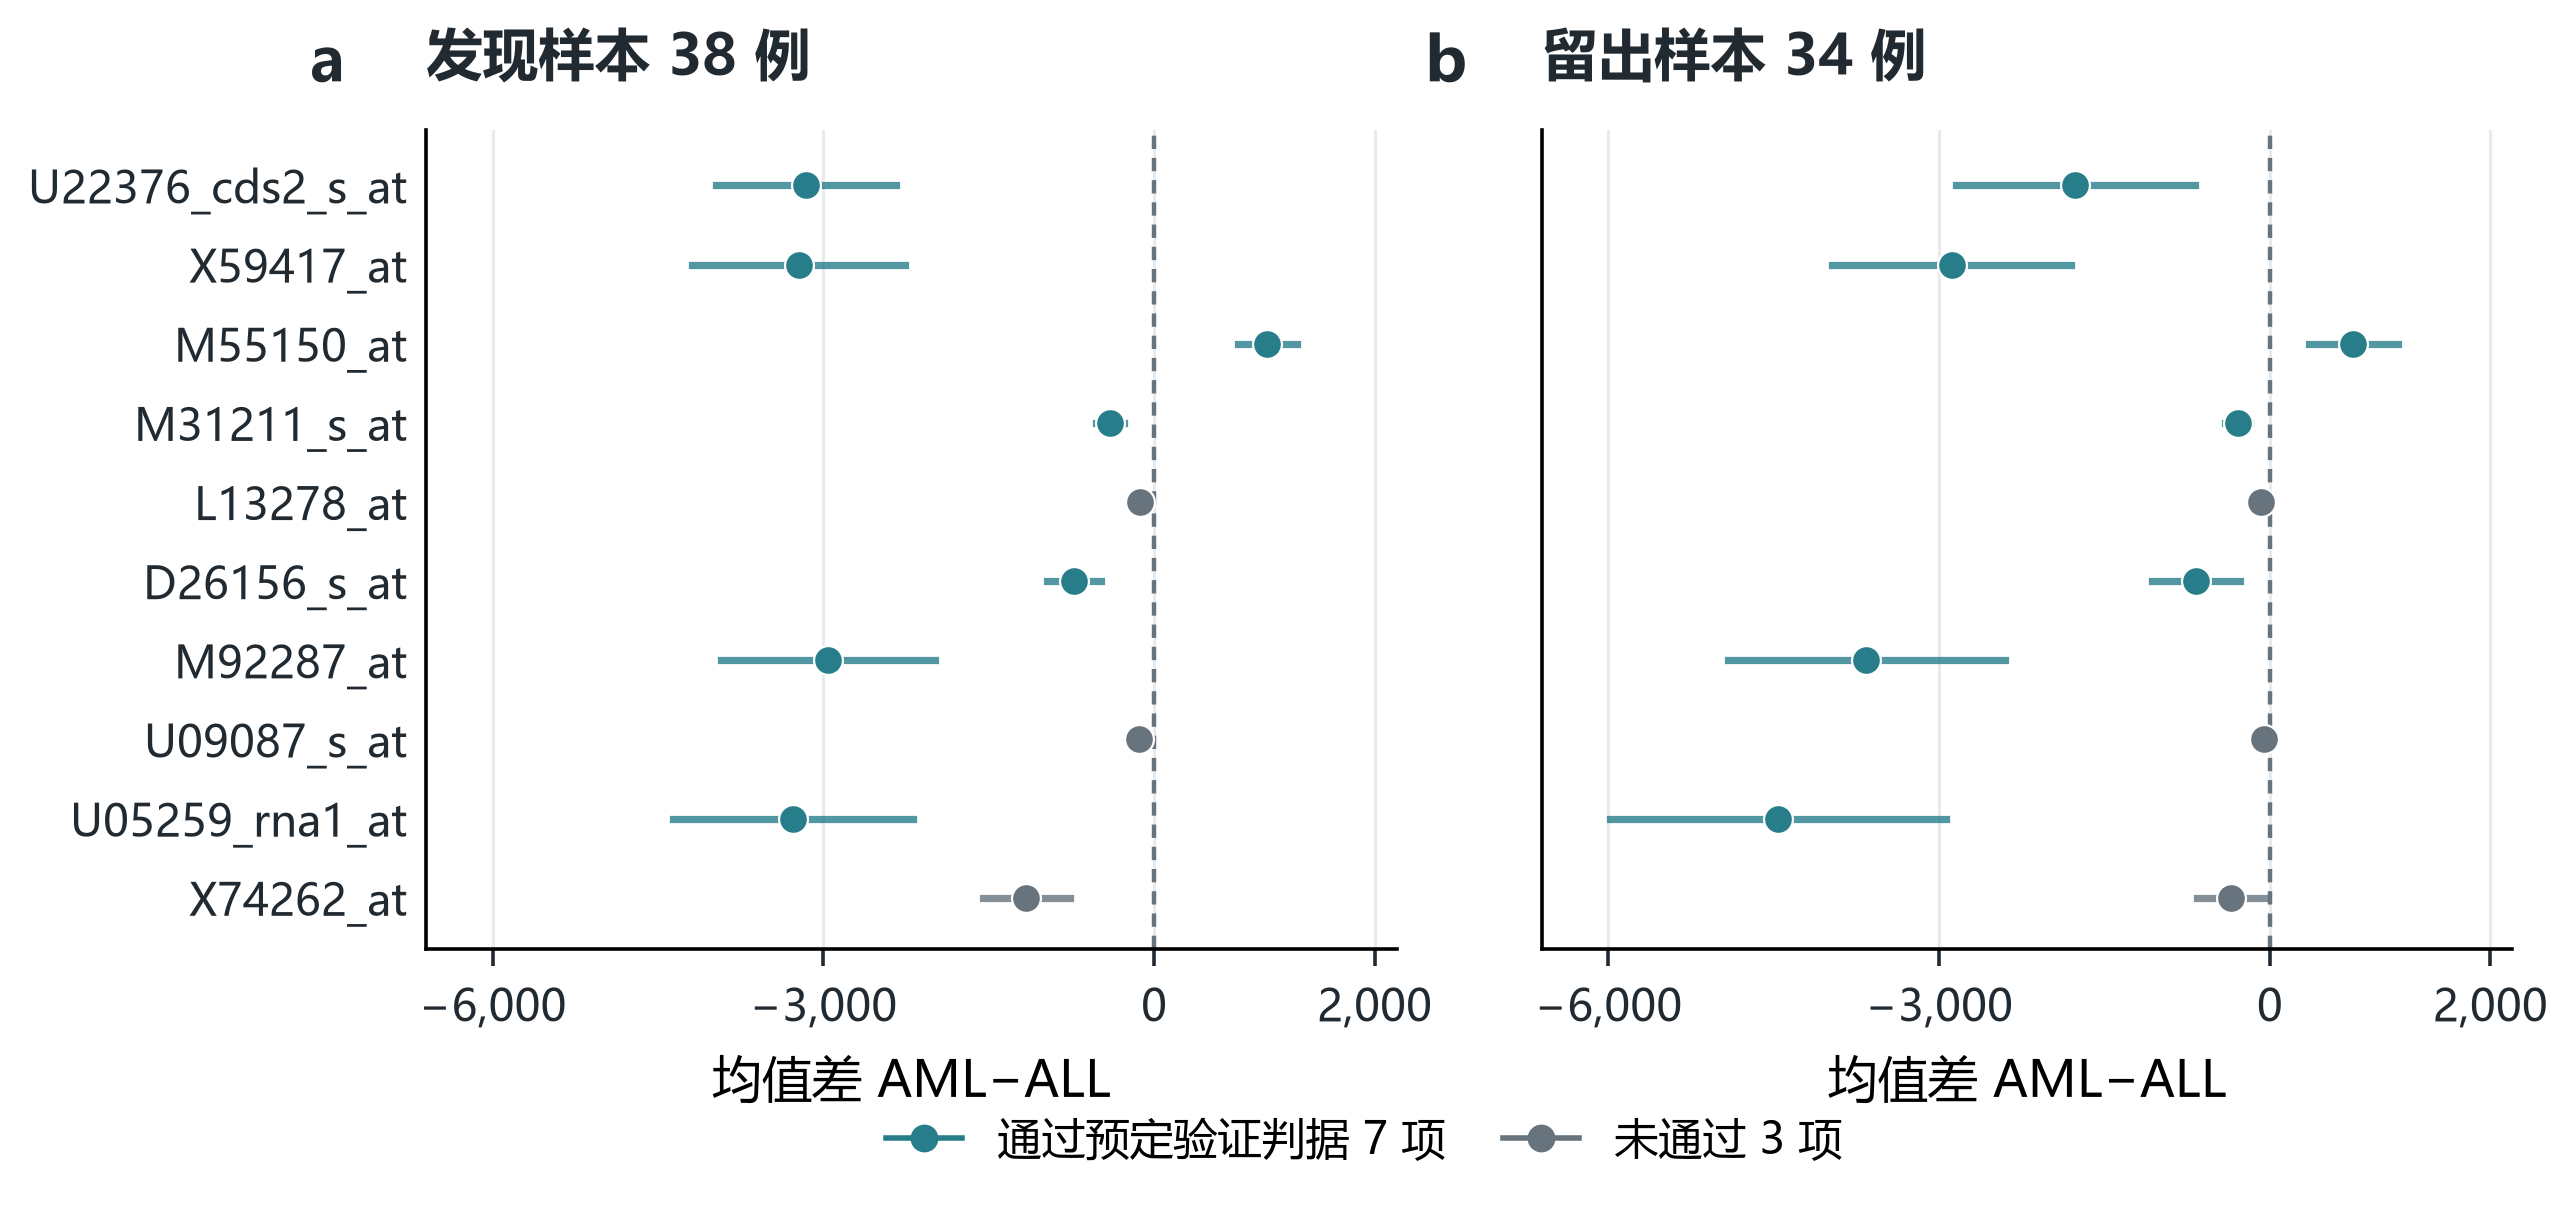 a 发现样本 38 例
b 留出样本 34 例
U22376_cds2_s_at
X59417_at
M55150_at
M31211_s_at
L13278_at
D26156_s_at
M92287_at
U09087_s_at
U05259_rna1_at
X74262_at
−6,000 −3,000 0 2,000
−6,000 −3,000 0 2,000
均值差 AML−ALL
均值差 AML−ALL
通过预定验证判据 7 项 未通过 3 项